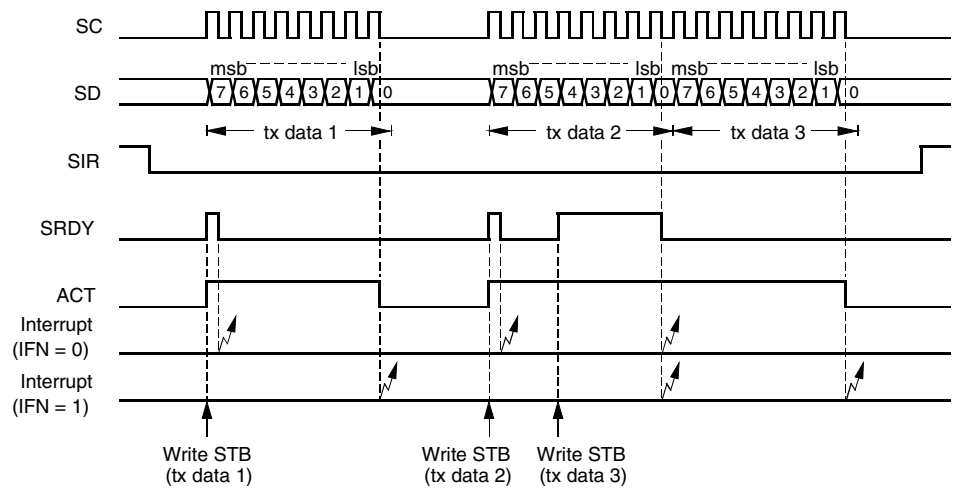 SC
msb lsb msb lsb msb lsb
SD 7 6 5 4 3 2 1 0 7 6 5 4 3 2 1 0 7 6 5 4 3 2 1 0
tx data 1 tx data 2 tx data 3
SIR
SRDY
ACT
Interrupt
(IFN = 0)
Interrupt
(IFN = 1)
Write STB Write STB Write STB
(tx data 1) (tx data 2) (tx data 3)